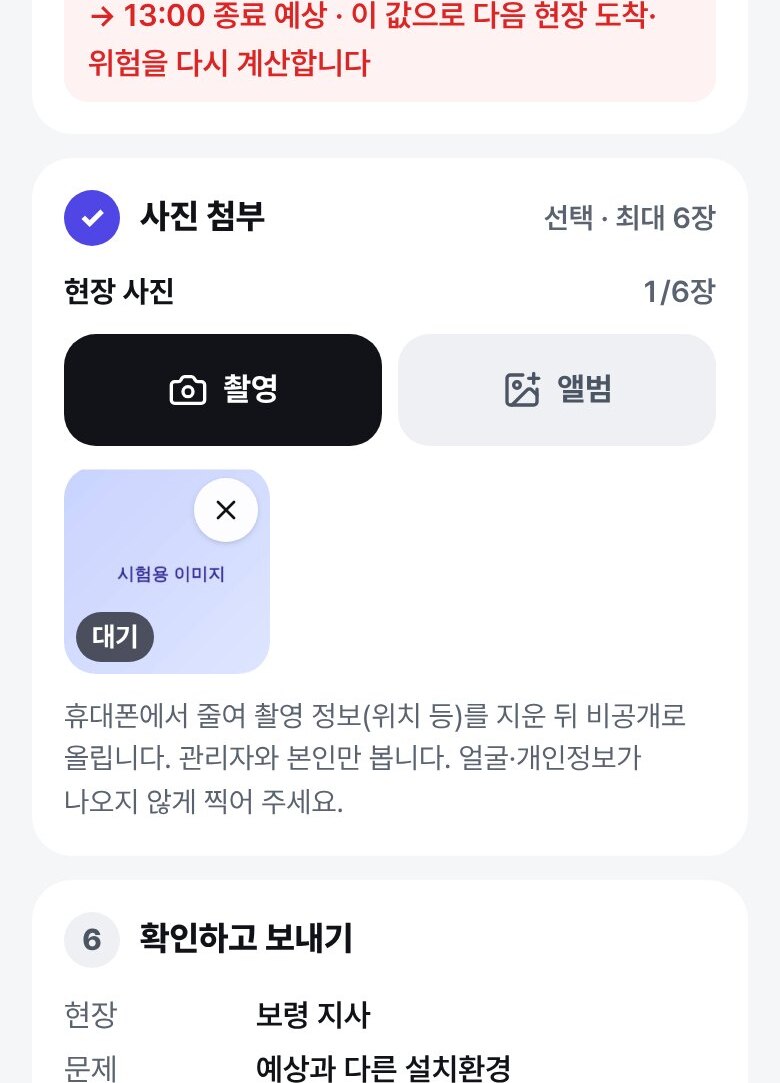 → 13:00 종료 예상 · 이 값으로 다음 현장 도착·
위험을 다시 계산합니다
사진 첨부
선택 · 최대 6장
현장 사진
1/6장
촬영
앨범
시험용 이미지
대기
휴대폰에서 줄여 촬영 정보(위치 등)를 지운 뒤 비공개로
올립니다. 관리자와 본인만 봅니다. 얼굴·개인정보가
나오지 않게 찍어 주세요.
6
확인하고 보내기
현장
보령 지사
문제
예상과 다른 설치환경